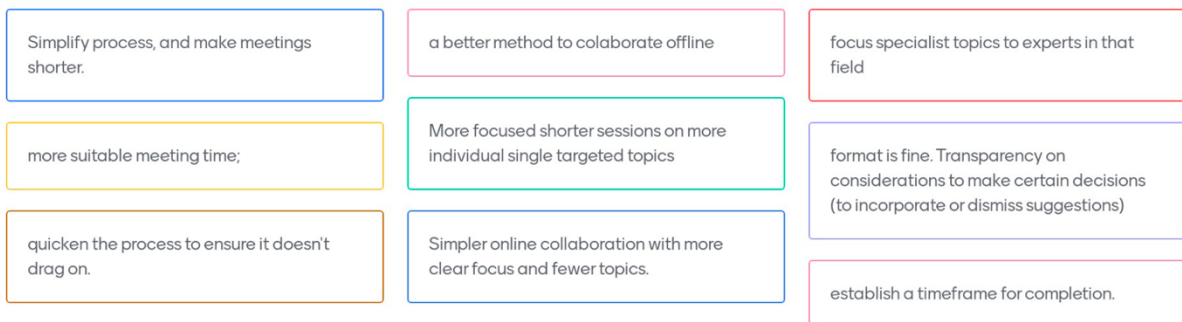 Simplify process, and make meetings
shorter.
more suitable meeting time;
quicken the process to ensure it doesn't
drag on.
a better method to colaborate offline
More focused shorter sessions on more
individual single targeted topics
Simpler online collaboration with more
clear focus and fewer topics.
focus specialist topics to experts in that
field
format is fine. Transparency on
considerations to make certain decisions
(to incorporate or dismiss suggestions)
establish a timeframe for completion.